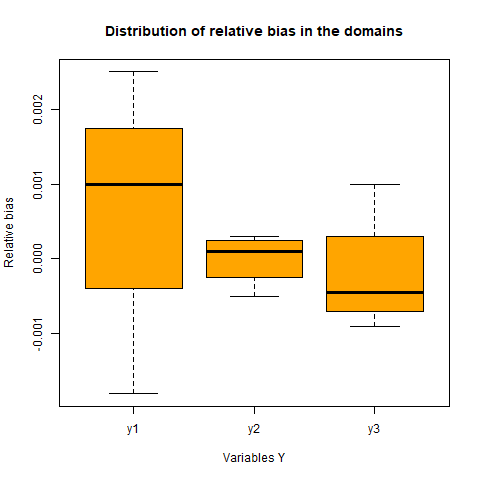 Distribution of relative bias in the domains
Relative bias
0.002
0.001
0.000
-0.001
y1 y2 y3
Variables Y